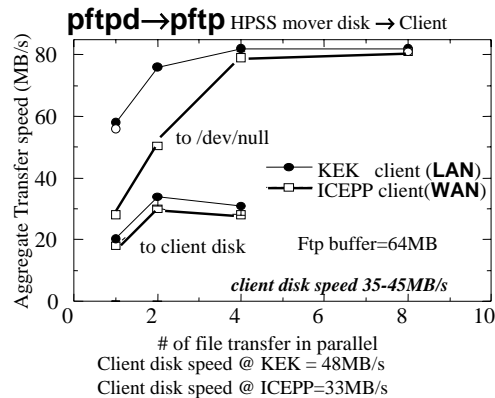 pftpd→pftp HPSS mover disk → Client
Aggregate Transfer speed (MB/s)
80
60
40
20
0
to /dev/null
KEK client (LAN)
ICEPP client(WAN)
to client disk
Ftp buffer=64MB
client disk speed 35-45MB/s
0 2 4 6 8 10
# of file transfer in parallel
Client disk speed @ KEK = 48MB/s
Client disk speed @ ICEPP=33MB/s